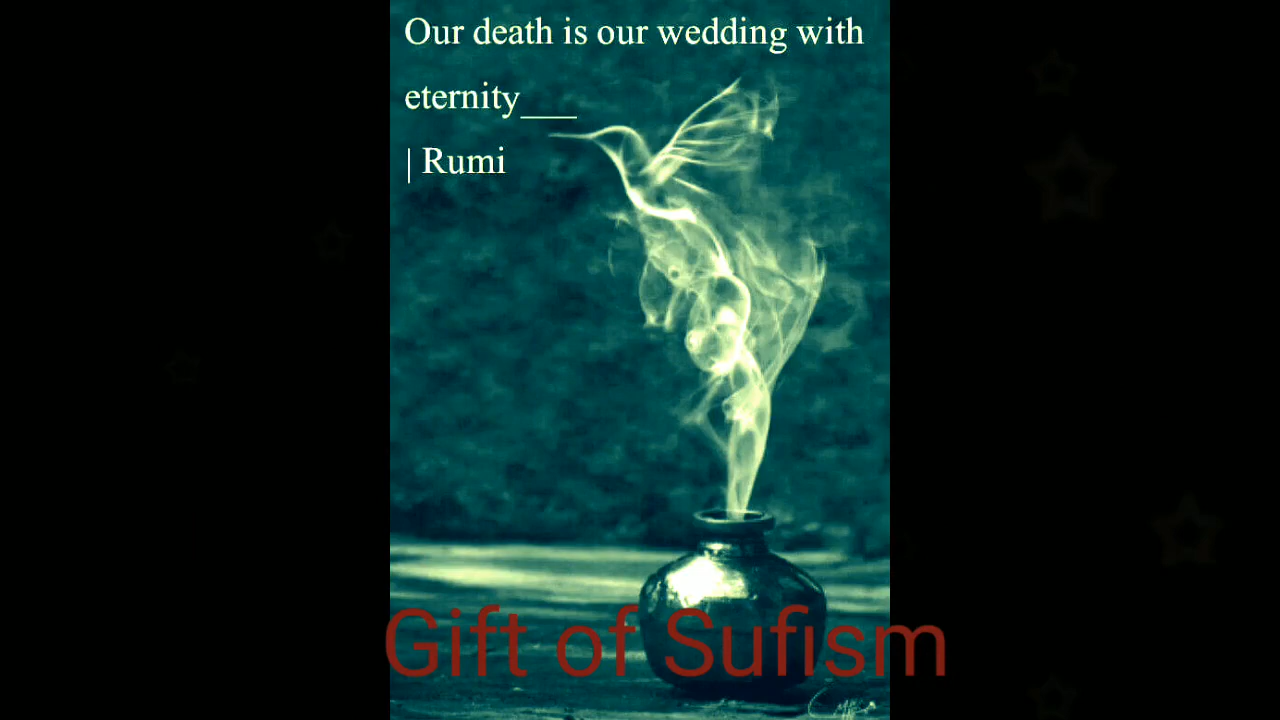 Our death is our wedding with
eternity___
| Rumi
Gift of Sufism